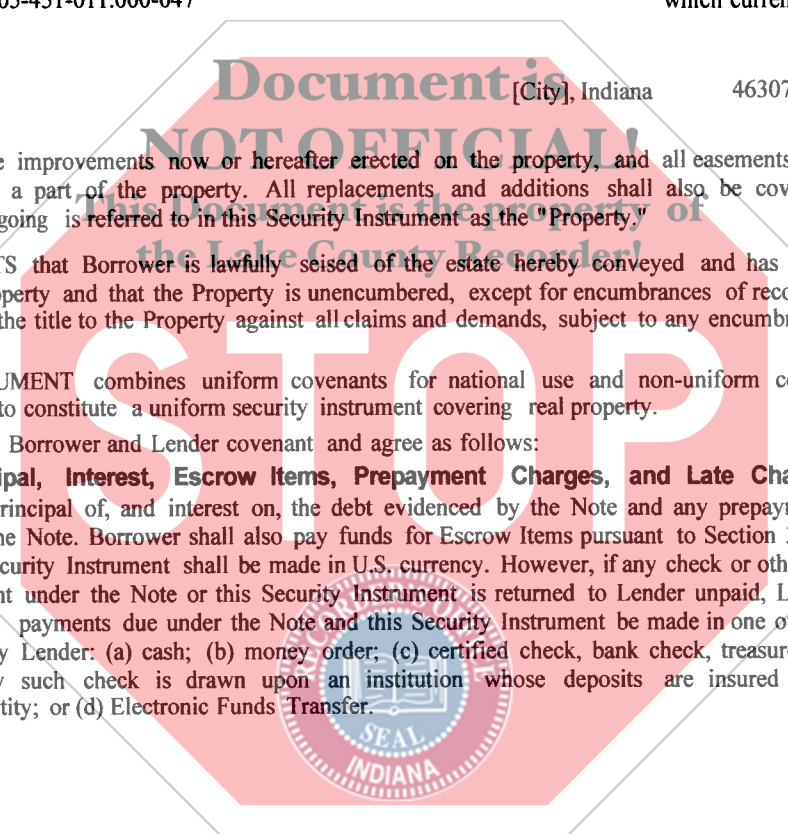 05-451-011.000-047 which curren
[City], Indiana 46307
Document is
NOT OFFICIAL!
This Document is the property of
the Lake County Recorder!
e improvements now or hereafter erected on the property, and all easements
a part of the property. All replacements and additions shall also be cov
going is referred to in this Security Instrument as the "Property."
TS that Borrower is lawfully seised of the estate hereby conveyed and has
operty and that the Property is unencumbered, except for encumbrances of reco
the title to the Property against all claims and demands, subject to any encumbr
UMENT combines uniform covenants for national use and non-uniform c
to constitute a uniform security instrument covering real property.
Borrower and Lender covenant and agree as follows:
ipal, Interest, Escrow Items, Prepayment Charges, and Late Cha
rincipal of, and interest on, the debt evidenced by the Note and any prepay
he Note. Borrower shall also pay funds for Escrow Items pursuant to Section
curity Instrument shall be made in U.S. currency. However, if any check or oth
nt under the Note or this Security Instrument is returned to Lender unpaid, L
payments due under the Note and this Security Instrument be made in one o
y Lender: (a) cash; (b) money order; (c) certified check, bank check, treasur
y such check is drawn upon an institution whose deposits are insured
tity; or (d) Electronic Funds Transfer.
STOP
SEAL
INDIANA